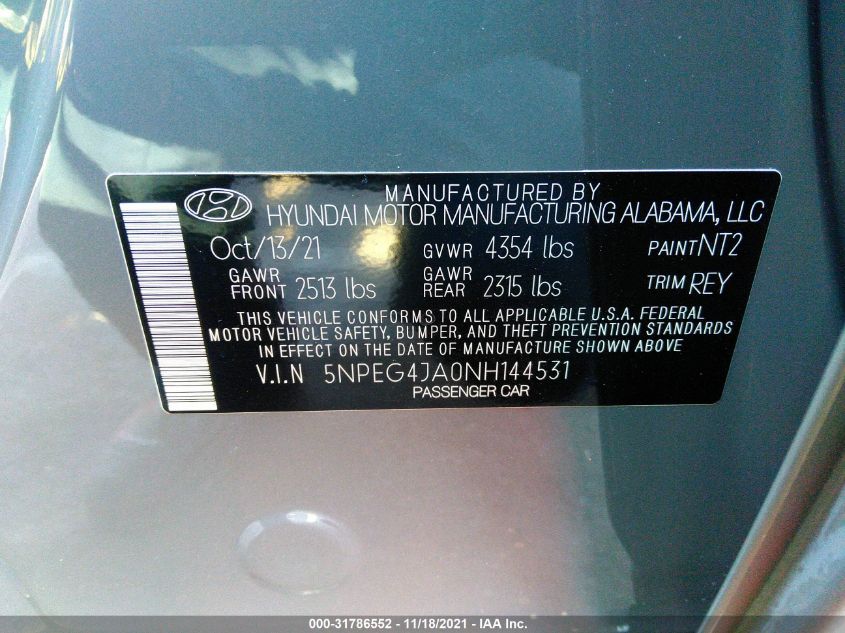 MANUFACTURED BY
HYUNDAI MOTOR MANUFACTURING ALABAMA, LLC
Oct/13/21 GVWR 4354 lbs PAINT NT2
GAWR FRONT 2513 lbs GAWR REAR 2315 lbs TRIM REY
THIS VEHICLE CONFORMS TO ALL APPLICABLE U.S.A. FEDERAL
MOTOR VEHICLE SAFETY, BUMPER, AND THEFT PREVENTION STANDARDS
IN EFFECT ON THE DATE OF MANUFACTURE SHOWN ABOVE
V.I.N 5NPEG4JA0NH144531
PASSENGER CAR
000-31786552 - 11/18/2021 - IAA Inc.